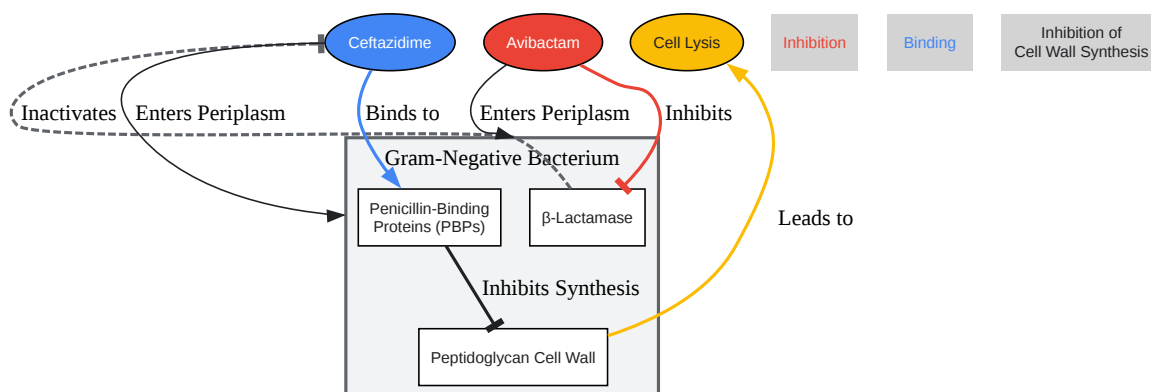 Ceftazidime
Avibactam
Cell Lysis
Inhibition
Binding
Inhibition of
Cell Wall Synthesis
Inactivates
Enters Periplasm
Binds to
Enters Periplasm
Inhibits
Gram-Negative Bacterium
Penicillin-Binding
Proteins (PBPs)
β-Lactamase
Leads to
Inhibits Synthesis
Peptidoglycan Cell Wall